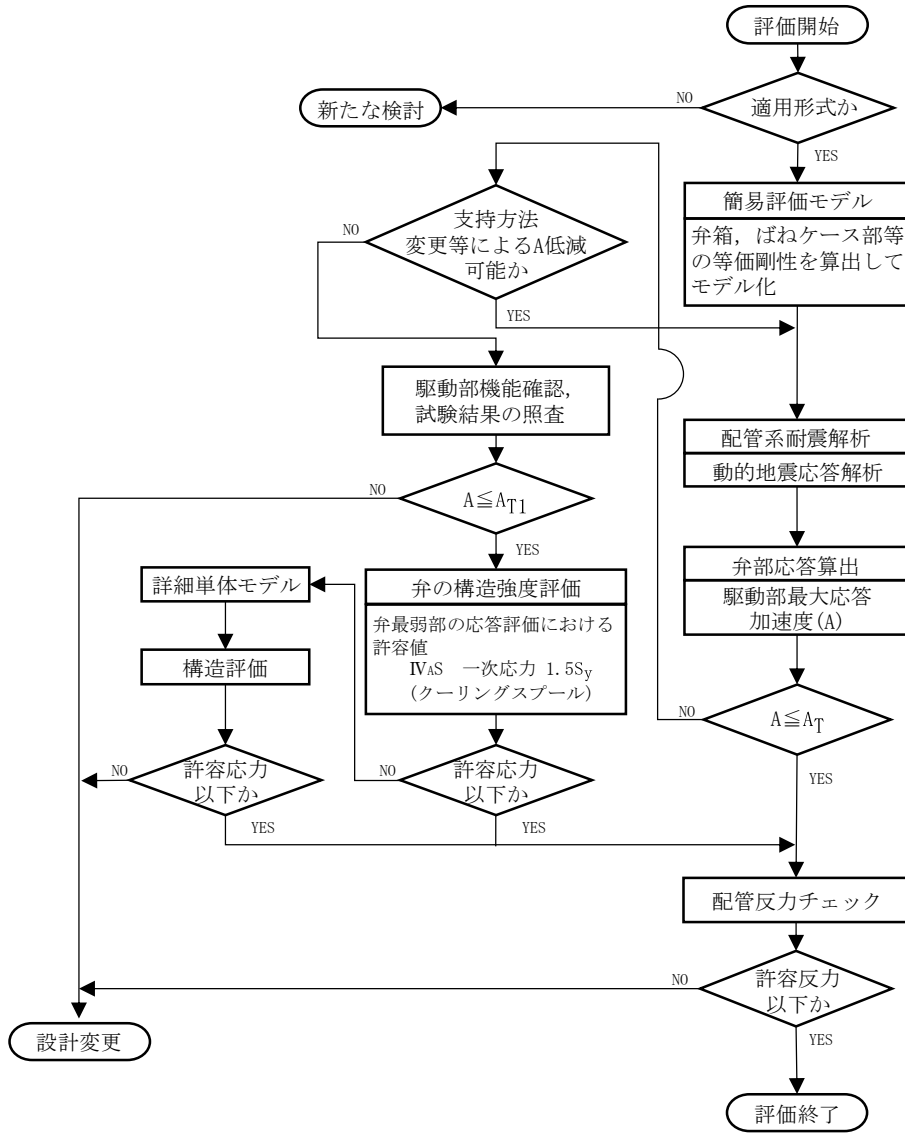 評価開始
適用形式か
NO
新たな検討
YES
簡易評価モデル
弁箱，ばねケース部等
の等価剛性を算出して
モデル化
支持方法
変更等によるA低減
可能か
NO
YES
駆動部機能確認，
試験結果の照査
配管系耐震解析
動的地震応答解析
A≦AT1
NO
YES
弁部応答算出
駆動部最大応答
加速度(A)
詳細単体モデル
弁の構造強度評価
弁最弱部の応答評価における
許容値
ⅣAS　一次応力 1.5Sy
(クーリングスプール)
構造評価
A≦AT
NO
YES
許容応力
以下か
NO
YES
許容応力
以下か
NO
YES
配管反力チェック
許容反力
以下か
NO
YES
設計変更
評価終了